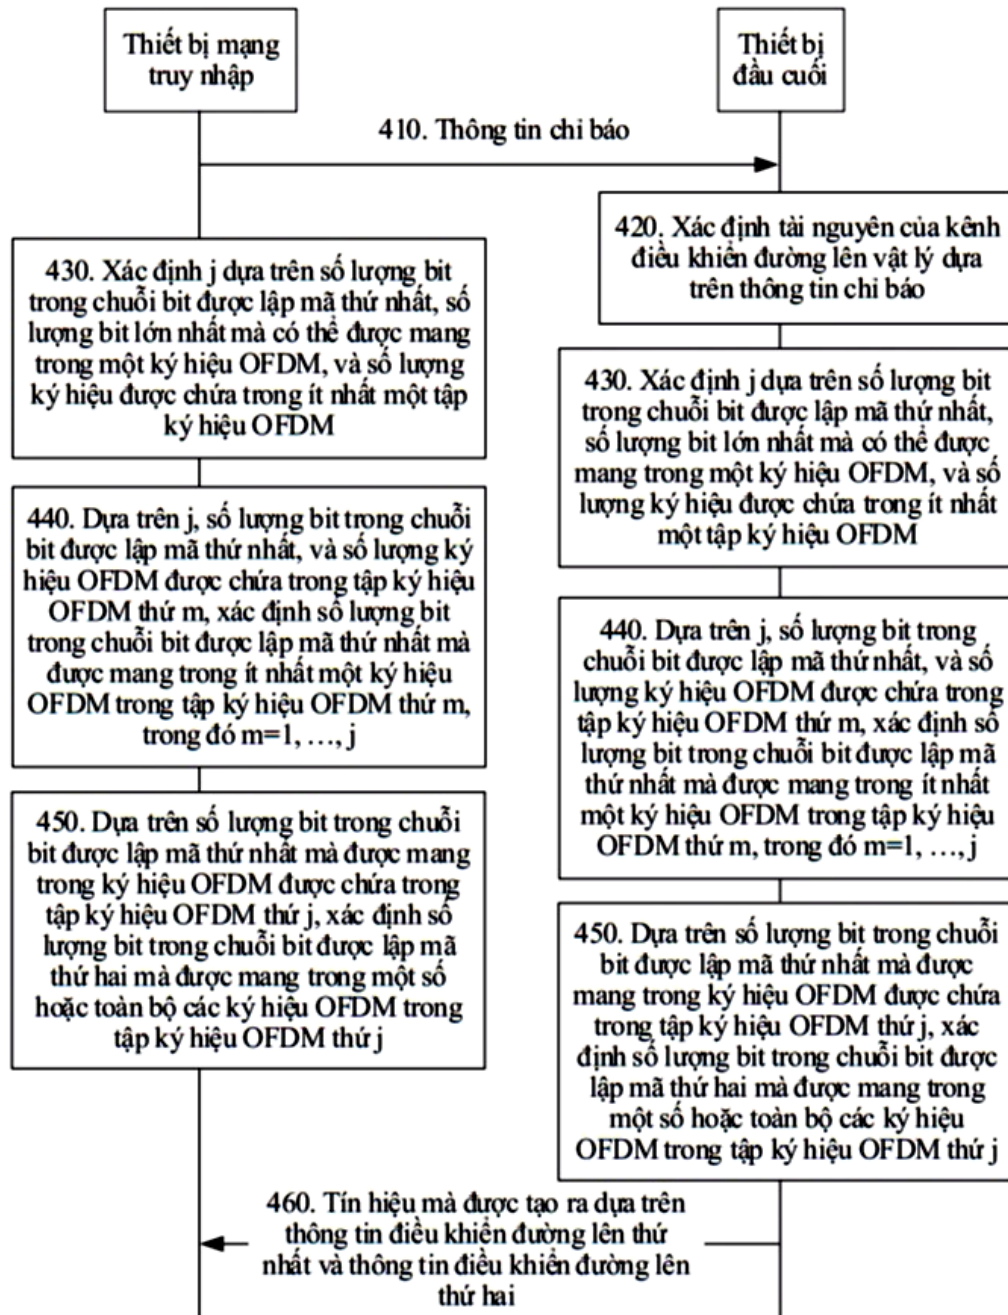 Thiết bị mạng
truy nhập
Thiết bị
đầu cuối
410. Thông tin chỉ báo
420. Xác định tài nguyên của kênh
điều khiển đường lên vật lý dựa
trên thông tin chỉ báo
430. Xác định j dựa trên số lượng bit
trong chuỗi bit được lập mã thứ nhất, số
lượng bit lớn nhất mà có thể được mang
trong một ký hiệu OFDM, và số lượng
ký hiệu được chứa trong ít nhất một tập
ký hiệu OFDM
430. Xác định j dựa trên số lượng bit
trong chuỗi bit được lập mã thứ nhất,
số lượng bit lớn nhất mà có thể được
mang trong một ký hiệu OFDM, và số
lượng ký hiệu được chứa trong ít nhất
một tập ký hiệu OFDM
440. Dựa trên j, số lượng bit trong chuỗi
bit được lập mã thứ nhất, và số lượng ký
hiệu OFDM được chứa trong tập ký hiệu
OFDM thứ m, xác định số lượng bit
trong chuỗi bit được lập mã thứ nhất mà
được mang trong ít nhất một ký hiệu
OFDM trong tập ký hiệu OFDM thứ m,
trong đó m=1, …, j
440. Dựa trên j, số lượng bit trong
chuỗi bit được lập mã thứ nhất, và số
lượng ký hiệu OFDM được chứa trong
tập ký hiệu OFDM thứ m, xác định số
lượng bit trong chuỗi bit được lập mã
thứ nhất mà được mang trong ít nhất
một ký hiệu OFDM trong tập ký hiệu
OFDM thứ m, trong đó m=1, …, j
450. Dựa trên số lượng bit trong chuỗi
bit được lập mã thứ nhất mà được mang
trong ký hiệu OFDM được chứa trong
tập ký hiệu OFDM thứ j, xác định số
lượng bit trong chuỗi bit được lập mã
thứ hai mà được mang trong một số
hoặc toàn bộ các ký hiệu OFDM trong
tập ký hiệu OFDM thứ j
450. Dựa trên số lượng bit trong chuỗi
bit được lập mã thứ nhất mà được
mang trong ký hiệu OFDM được chứa
trong tập ký hiệu OFDM thứ j, xác
định số lượng bit trong chuỗi bit được
lập mã thứ hai mà được mang trong
một số hoặc toàn bộ các ký hiệu
OFDM trong tập ký hiệu OFDM thứ j
460. Tín hiệu mà được tạo ra dựa trên
thông tin điều khiển đường lên thứ
nhất và thông tin điều khiển đường lên
thứ hai